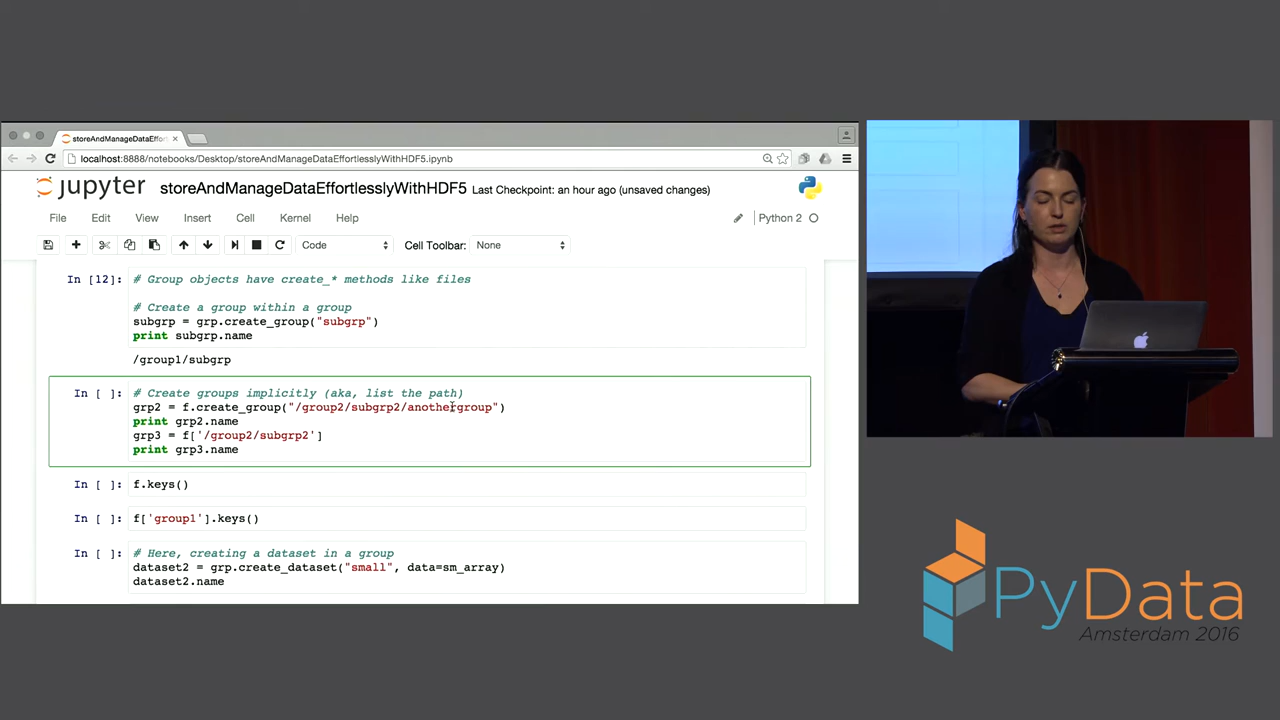 storeAndManageDataEffor
localhost:8888/notebooks/Desktop/storeAndManageDataEffortlesslyWithHDF5.ipynb
jupyter storeAndManageDataEffortlesslyWithHDF5 Last Checkpoint: an hour ago (unsaved changes)
File Edit View Insert Cell Kernel Help Python 2
Code Cell Toolbar: None
In [12]: # Group objects have create_* methods like files
# Create a group within a group
subgrp = grp.create_group("subgrp")
print subgrp.name
/group1/subgrp
In [ ]: # Create groups implicitly (aka, list the path)
grp2 = f.create_group("/group2/subgrp2/anothergroup")
print grp2.name
grp3 = f['/group2/subgrp2']
print grp3.name
In [ ]: f.keys()
In [ ]: f['group1'].keys()
In [ ]: # Here, creating a dataset in a group
dataset2 = grp.create_dataset("small", data=sm_array)
dataset2.name
PyData
Amsterdam 2016